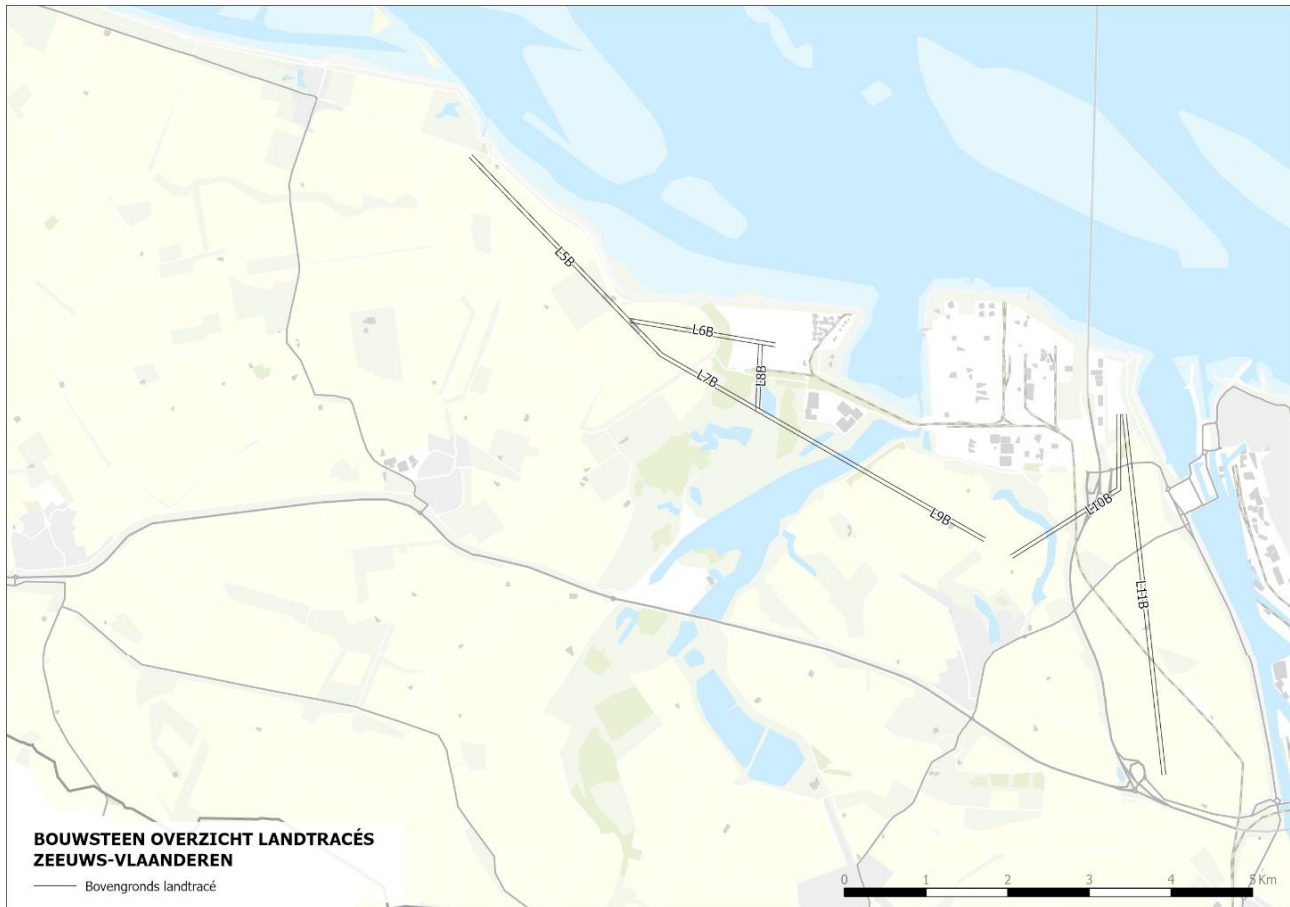 L5B
L6B
L7B
L8B
L9B
L10B
L11B
BOUWSTEEN OVERZICHT LANDTRACÉS
ZEEUWS-VLAANDEREN
Bovengronds landtracé
0 1 2 3 4 5 Km